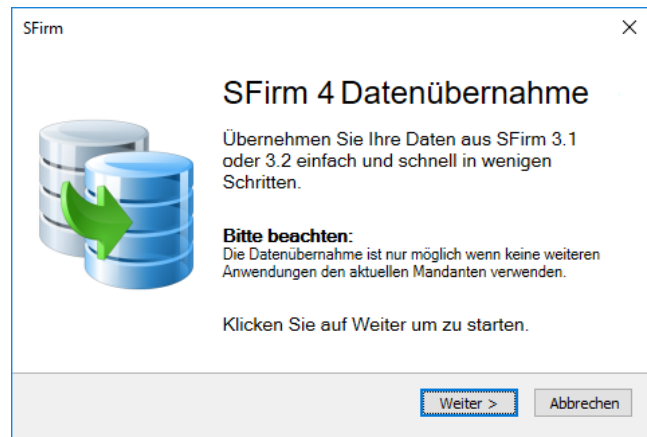 SFirm
SFirm 4 Datenübernahme
Übernehmen Sie Ihre Daten aus SFirm 3.1
oder 3.2 einfach und schnell in wenigen
Schritten.
Bitte beachten:
Die Datenübernahme ist nur möglich wenn keine weiteren
Anwendungen den aktuellen Mandanten verwenden.
Klicken Sie auf Weiter um zu starten.
Weiter >
Abbrechen